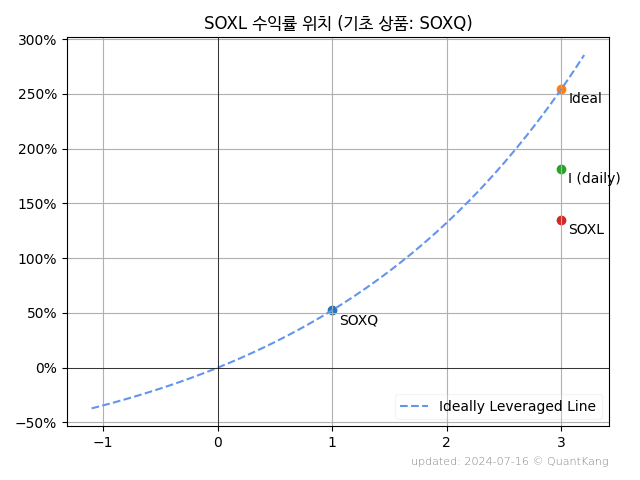 SOXL 수익률 위치 (기초 상품: SOXQ)
300%
250%
200%
150%
100%
50%
0%
−50%
Ideal
I (daily)
SOXL
SOXQ
Ideally Leveraged Line
−1 0 1 2 3
updated: 2024-07-16 © QuantKang